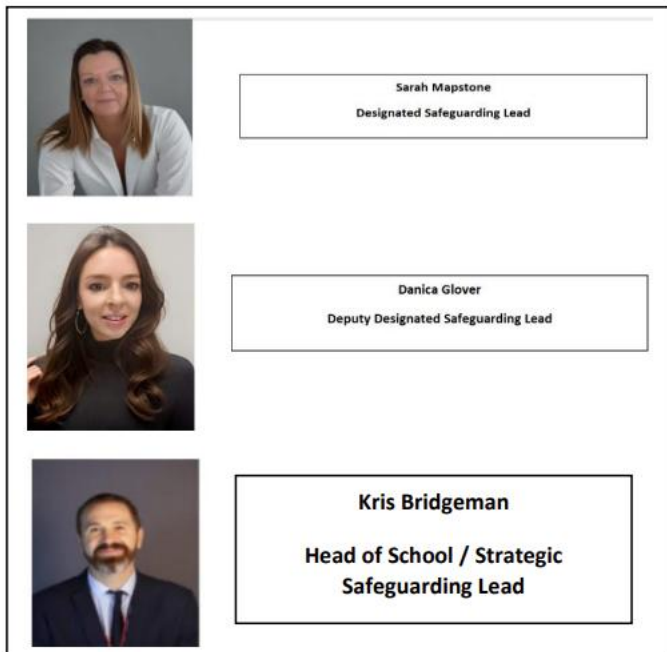 Sarah Mapstone
Designated Safeguarding Lead
Danica Glover
Deputy Designated Safeguarding Lead
Kris Bridgeman
Head of School / Strategic
Safeguarding Lead